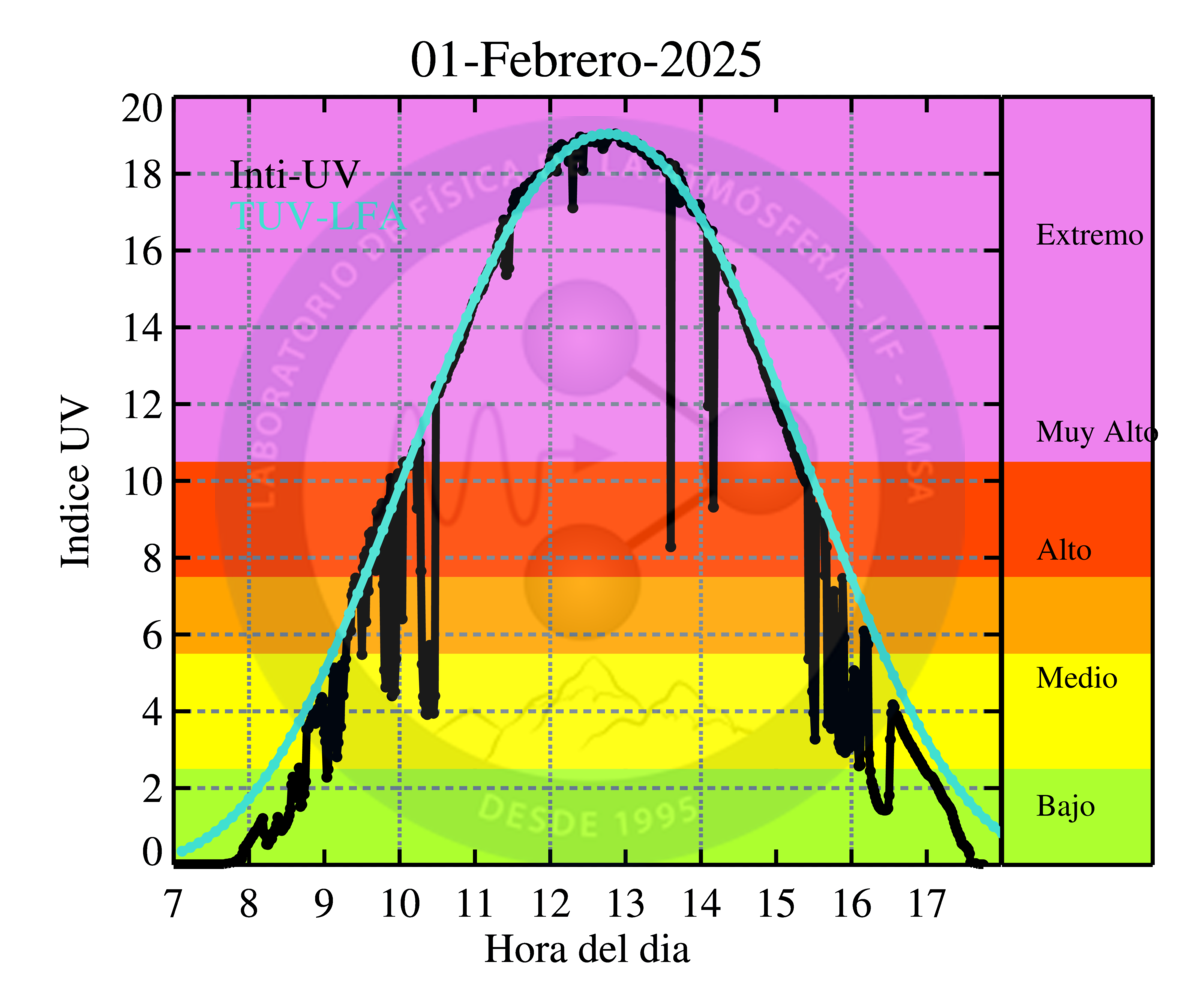 01-Febrero-2025
20
18
16
14
12
10
8
6
4
2
0
Indice UV
Inti-UV
TUV-LFA
LABORATORIO DE FÍSICA DE LA ATMÓSFERA - IIF - UMSA
DESDE 1995
Extremo
Muy Alto
Alto
Medio
Bajo
7 8 9 10 11 12 13 14 15 16 17
Hora del dia